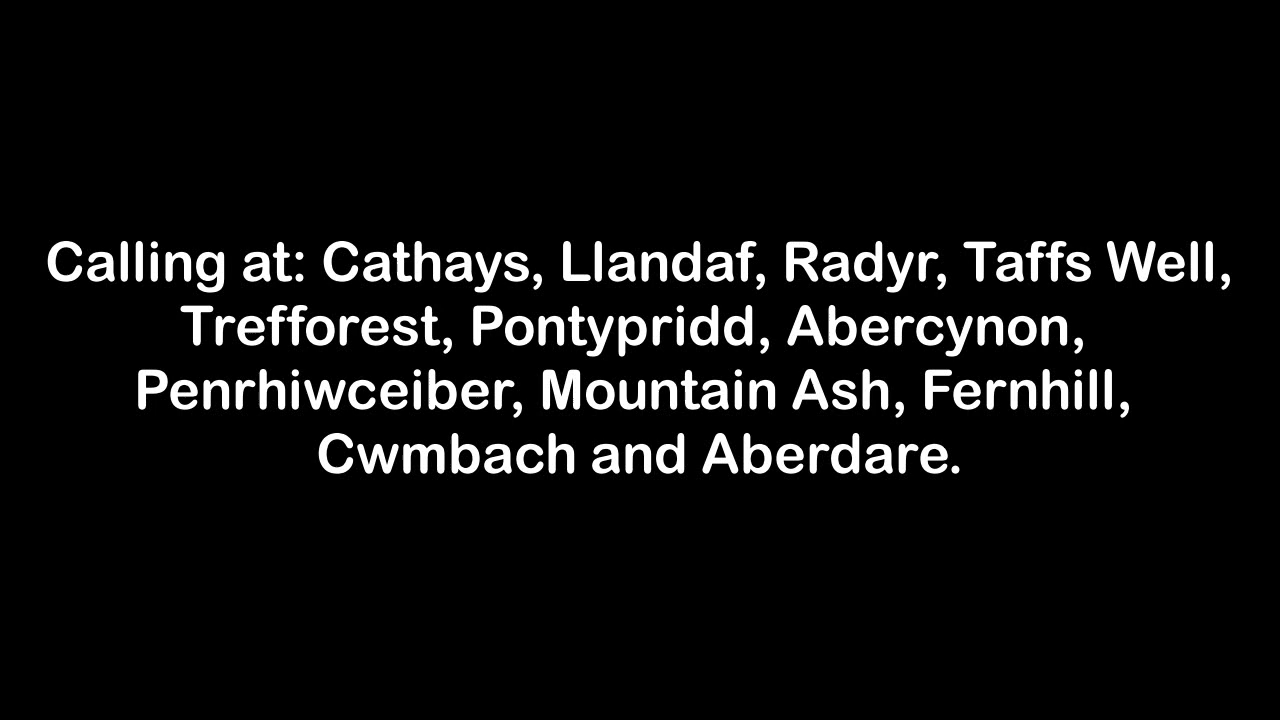 Calling at: Cathays, Llandaf, Radyr, Taffs Well,
Trefforest, Pontypridd, Abercynon,
Penrhiwceiber, Mountain Ash, Fernhill,
Cwmbach and Aberdare.